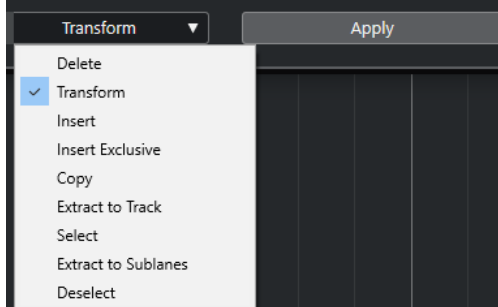 Transform
Apply
Delete
Transform
Insert
Insert Exclusive
Copy
Extract to Track
Select
Extract to Sublanes
Deselect